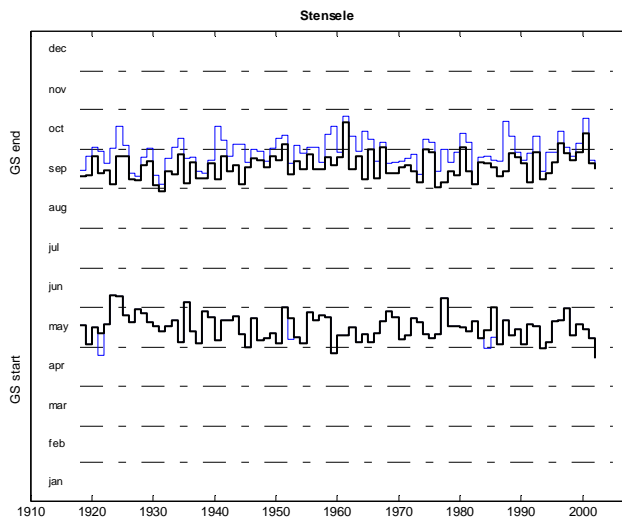 Stensele
dec
nov
oct
sep
aug
jul
jun
may
apr
mar
feb
jan
GS end
GS start
1910 1920 1930 1940 1950 1960 1970 1980 1990 2000